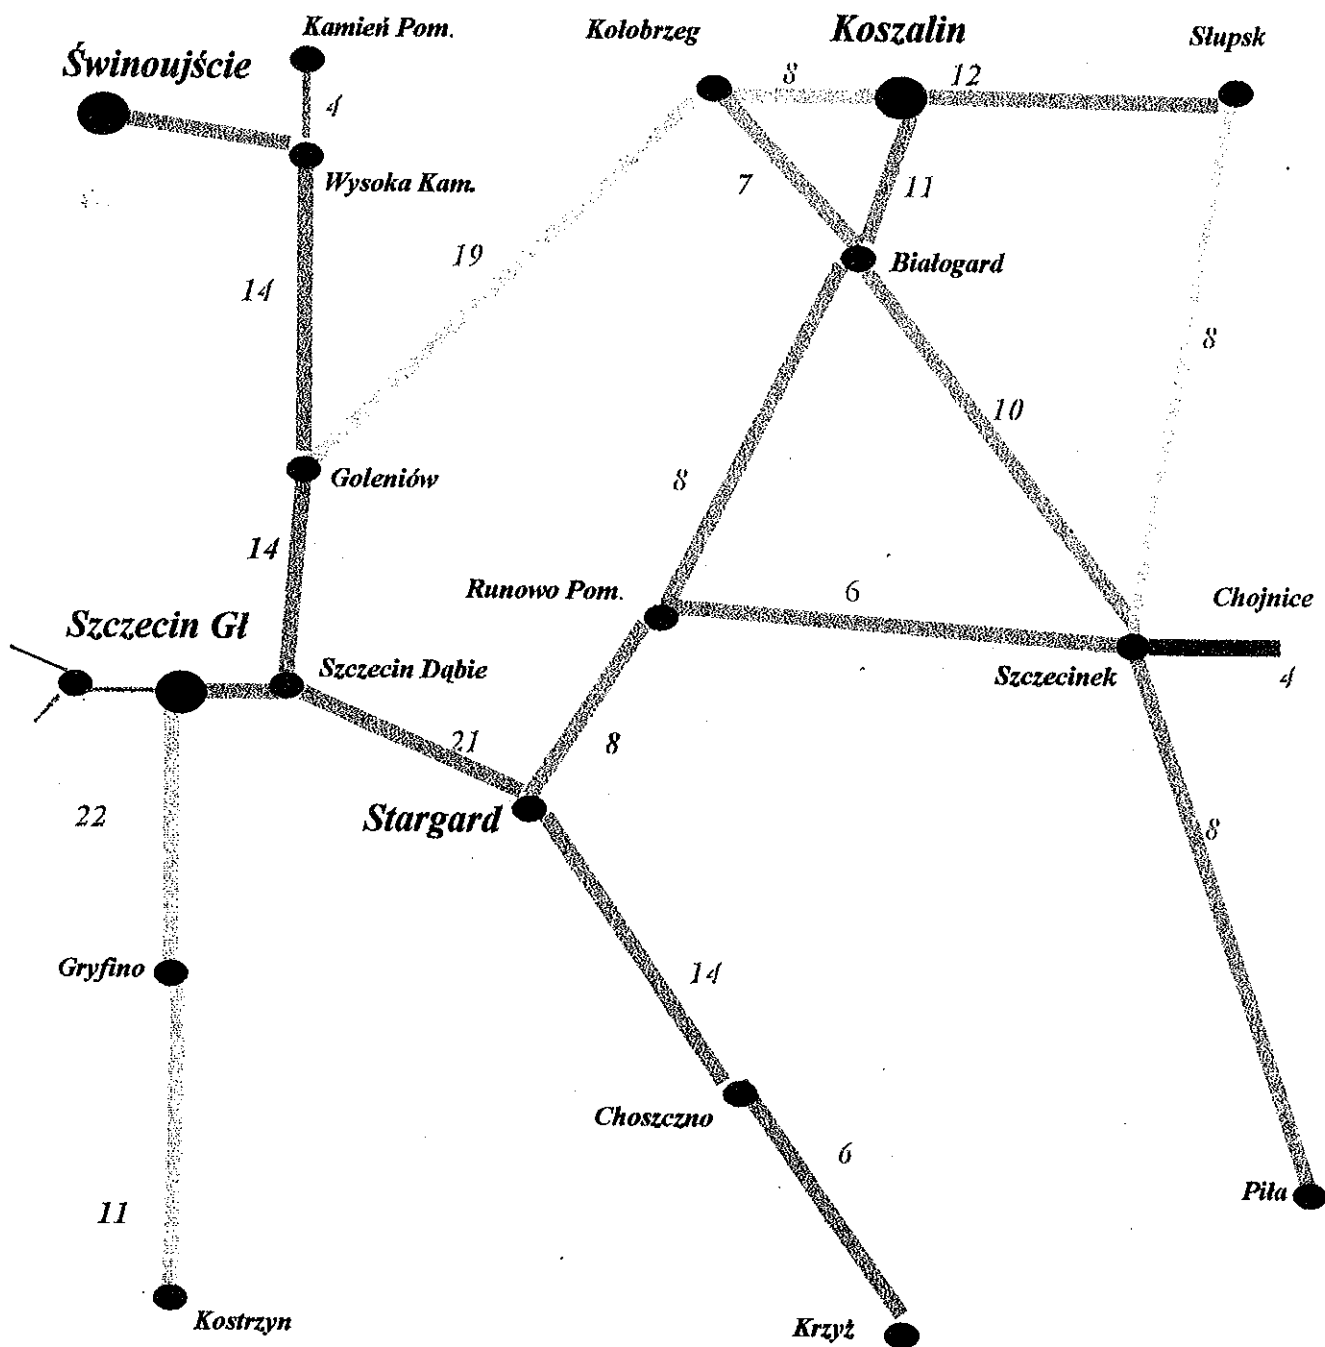 Kamień Pom.
Kołobrzeg
Koszalin
Słupsk
Świnoujście
8
12
4
Wysoka Kam.
7
11
19
Białogard
14
8
10
Goleniów
8
14
Runowo Pom.
6
Chojnice
Szczecin Gł
Szczecin Dąbie
Szczecinek
4
21
8
22
Stargard
8
Gryfino
14
Choszczno
6
Piła
11
Kostrzyn
Krzyż